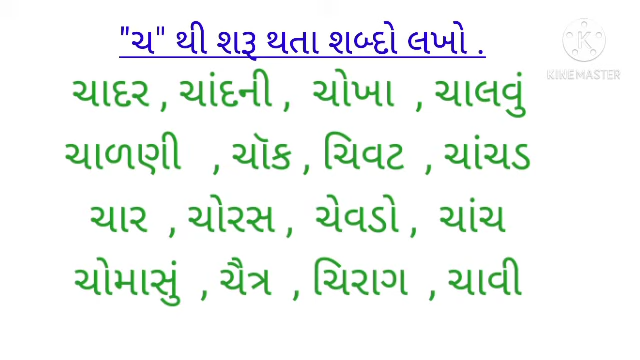 "ચ" થી શરૂ થતા શબ્દો લખો .
KINEMASTER
ચાદર , ચાંદની , ચોખા , ચાલવું
ચાળણી , ચૉક , ચિવટ , ચાંચડ
ચાર , ચોરસ , ચેવડો , ચાંચ
ચોમાસું , ચૈત્ર , ચિરાગ , ચાવી